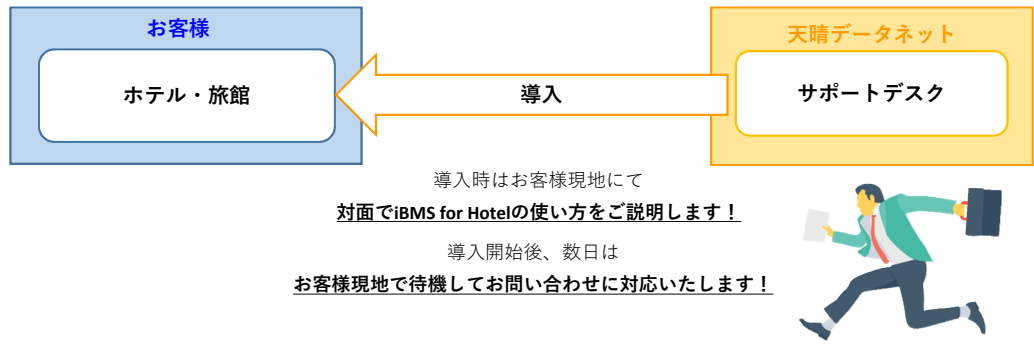 お客様
天晴データネット
ホテル・旅館
導入
サポートデスク
導入時はお客様現地にて
対面でiBMS for Hotelの使い方をご説明します！
導入開始後、数日は
お客様現地で待機してお問い合わせに対応いたします！